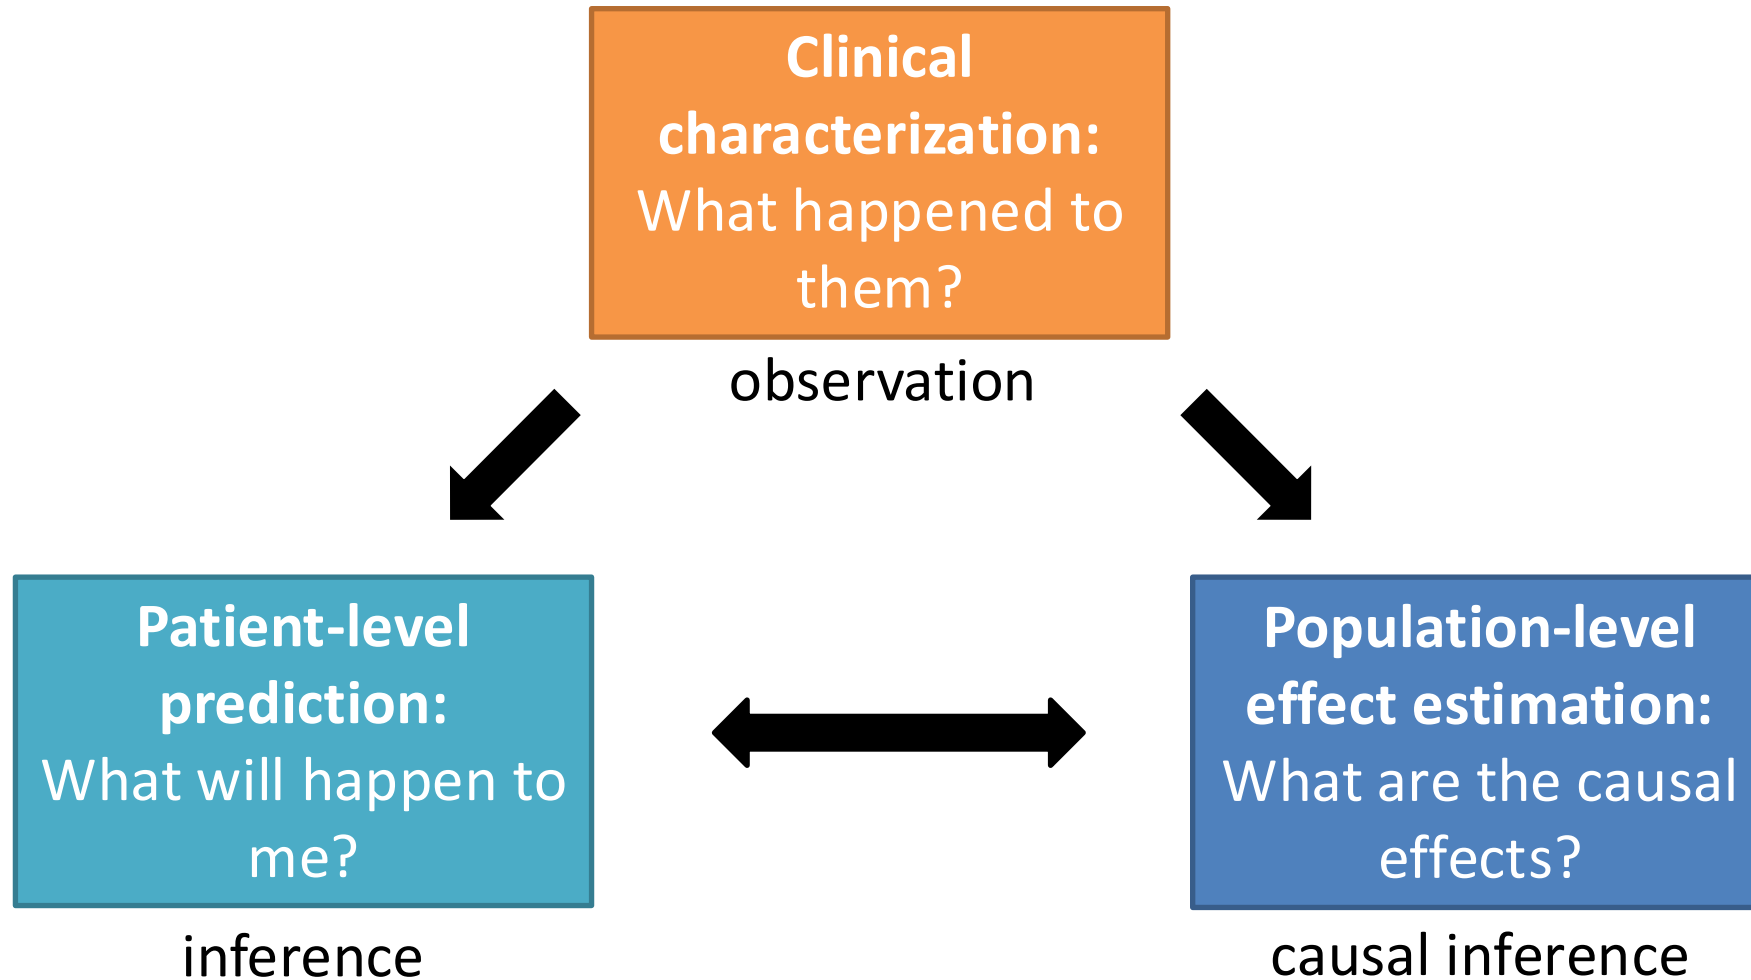 Clinical
characterization:
What happened to
them?
observation
Patient-level
prediction:
What will happen to
me?
inference
Population-level
effect estimation:
What are the causal
effects?
causal inference